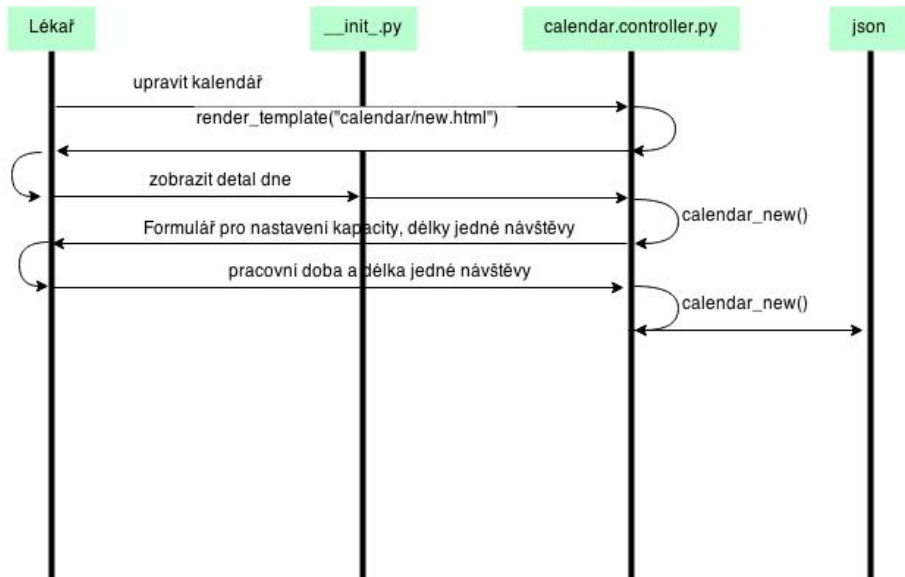 Lékař
__init_.py
calendar.controller.py
json
upravit kalendář
render_template("calendar/new.html")
zobrazit detal dne
calendar_new()
Formulář pro nastavení kapacity, délky jedné návštěvy
pracovní doba a délka jedné návštěvy
calendar_new()